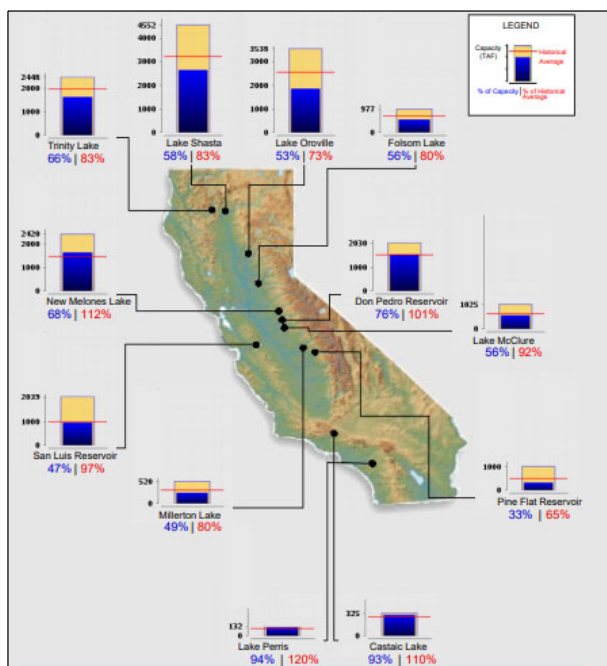 LEGEND
Capacity
(TAF)
Historical
Average
% of Capacity | % of Historical
Average
2448
2000
1000
0
Trinity Lake
66% | 83%
4552
4000
3000
2000
1000
0
Lake Shasta
58% | 83%
3538
3000
2000
1000
0
Lake Oroville
53% | 73%
977
0
Folsom Lake
56% | 80%
2420
2000
1000
0
New Melones Lake
68% | 112%
2030
1000
0
Don Pedro Reservoir
76% | 101%
1025
0
Lake McClure
56% | 92%
2039
1000
0
San Luis Reservoir
47% | 97%
520
0
Millerton Lake
49% | 80%
1000
0
Pine Flat Reservoir
33% | 65%
132
0
Lake Perris
94% | 120%
325
0
Castaic Lake
93% | 110%